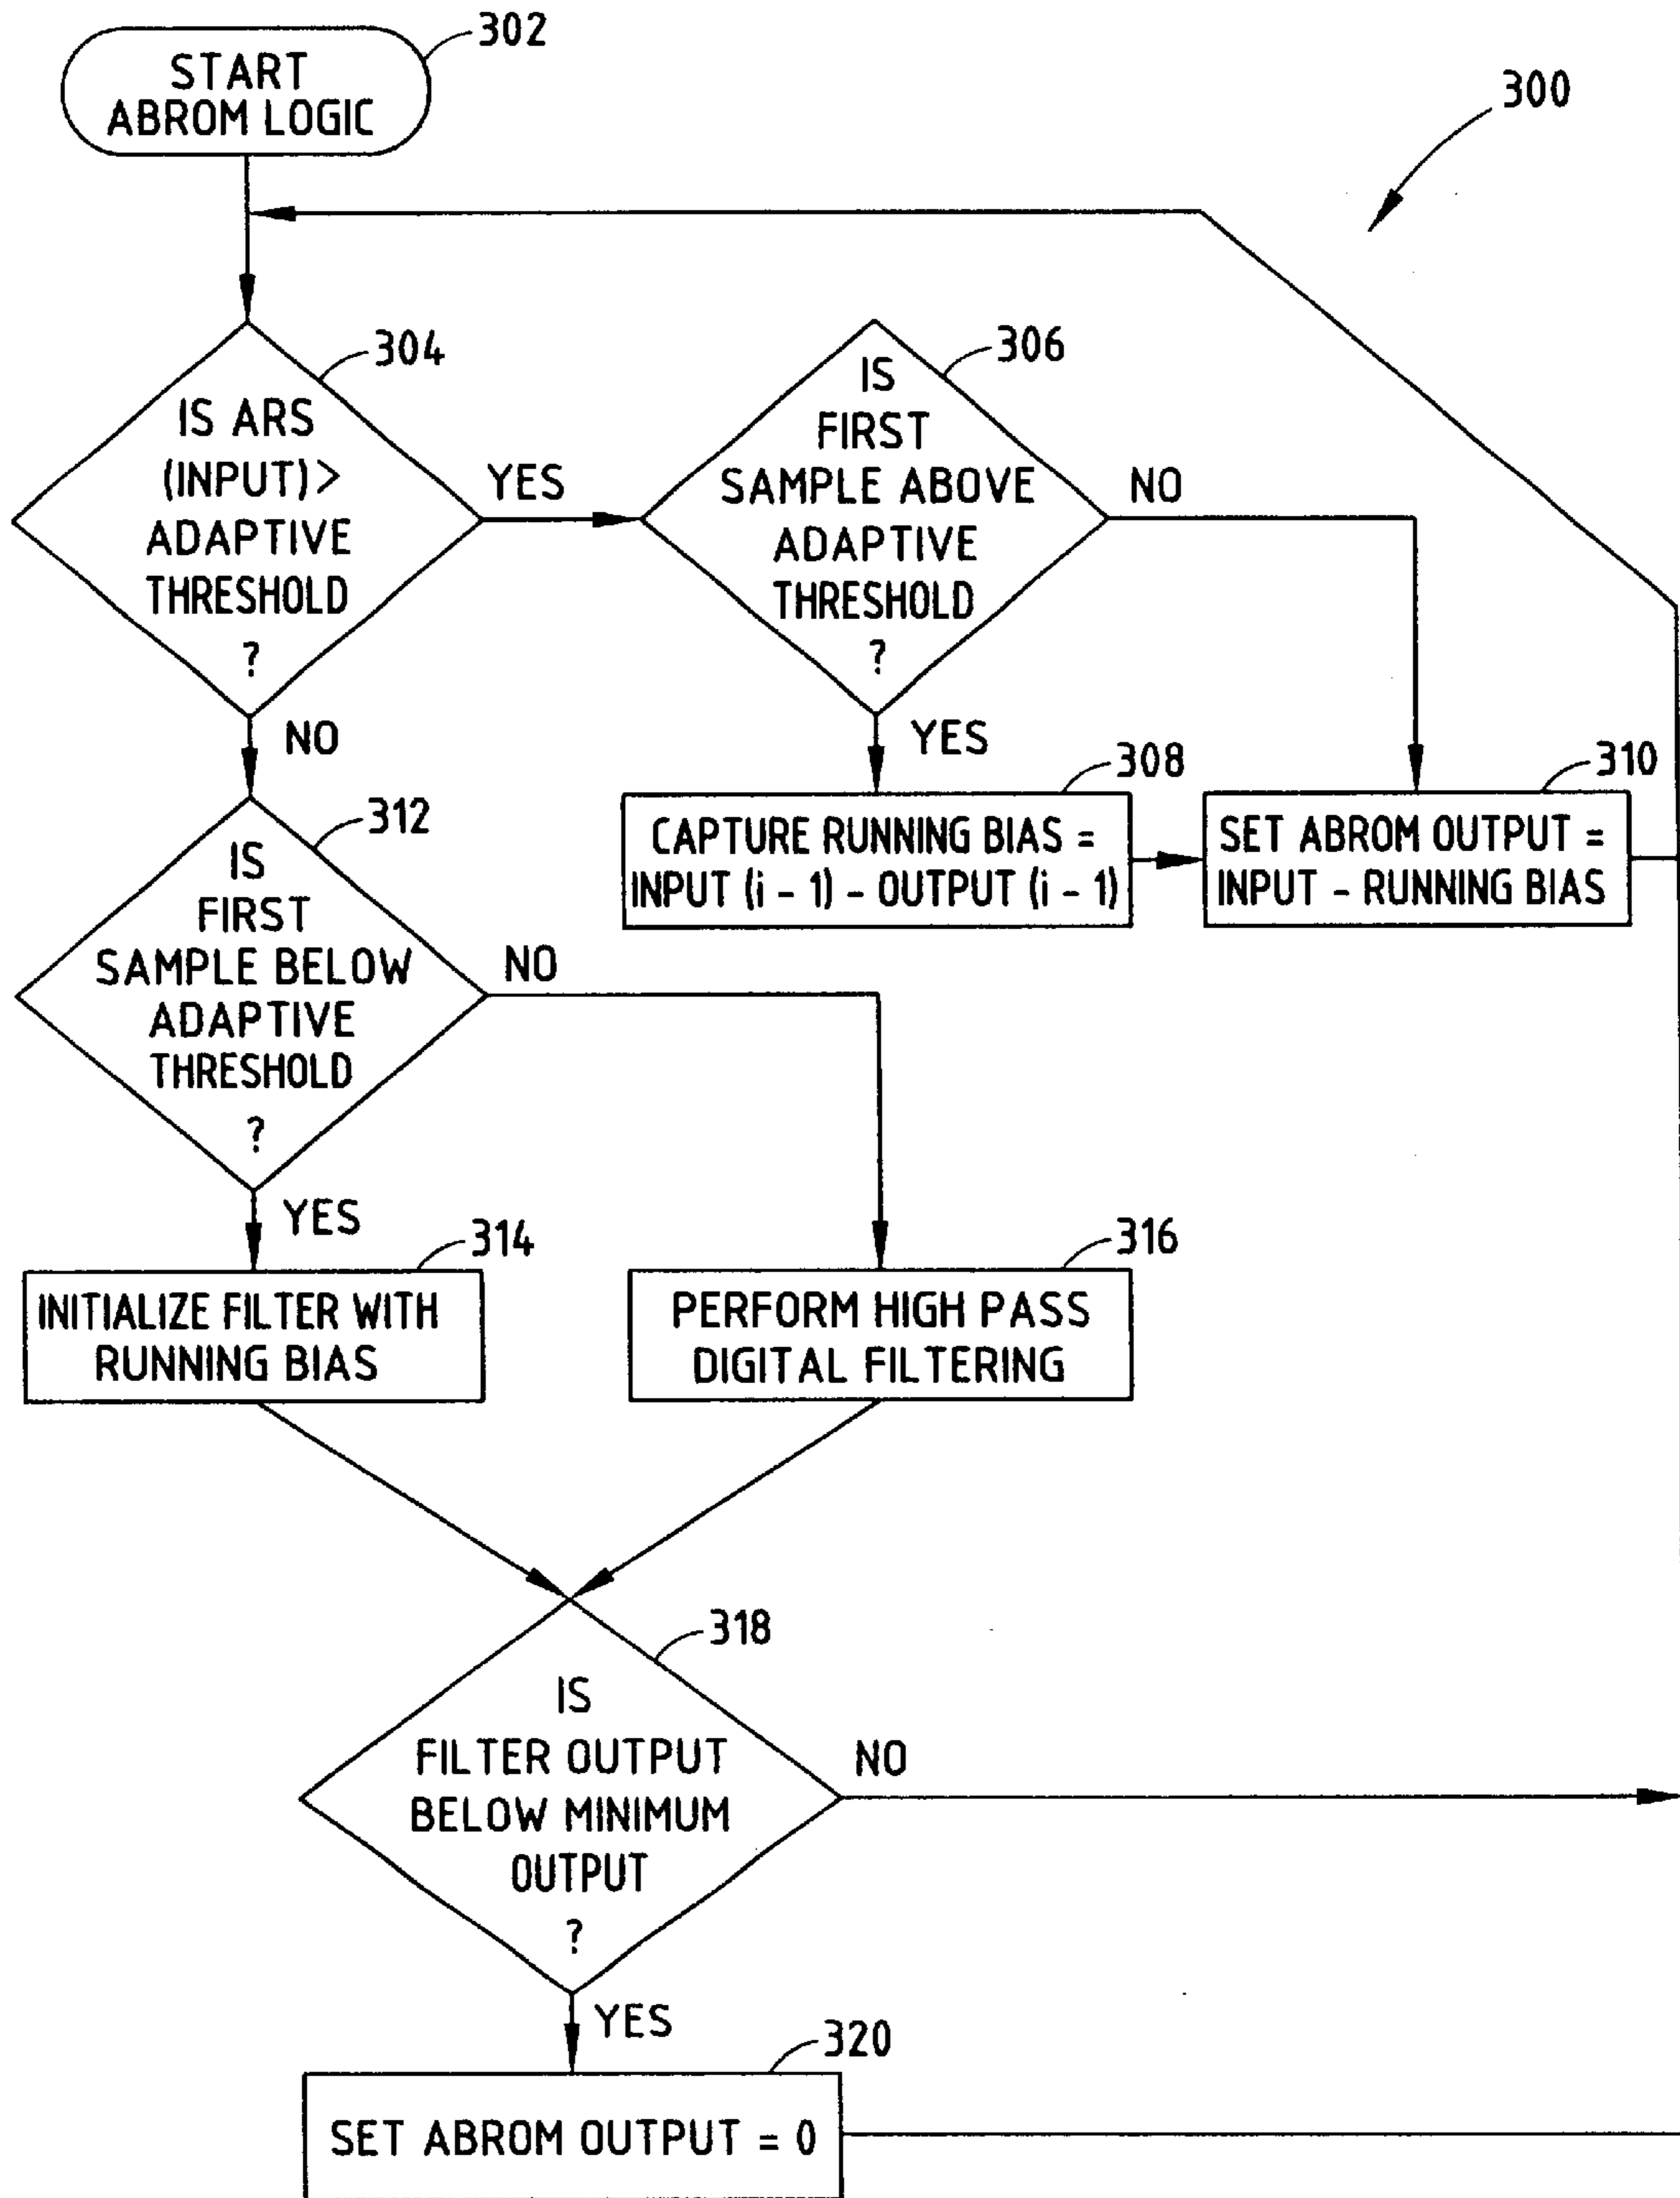 START
ABROM LOGIC
302
300
304
IS ARS
(INPUT) >
ADAPTIVE
THRESHOLD
?
YES
306
IS
FIRST
SAMPLE ABOVE
ADAPTIVE
THRESHOLD
?
NO
NO
YES
308
CAPTURE RUNNING BIAS =
INPUT (i - 1) - OUTPUT (i - 1)
310
SET ABROM OUTPUT =
INPUT - RUNNING BIAS
312
IS
FIRST
SAMPLE BELOW
ADAPTIVE
THRESHOLD
?
NO
YES
314
INITIALIZE FILTER WITH
RUNNING BIAS
316
PERFORM HIGH PASS
DIGITAL FILTERING
318
IS
FILTER OUTPUT
BELOW MINIMUM
OUTPUT
?
NO
YES
320
SET ABROM OUTPUT = 0